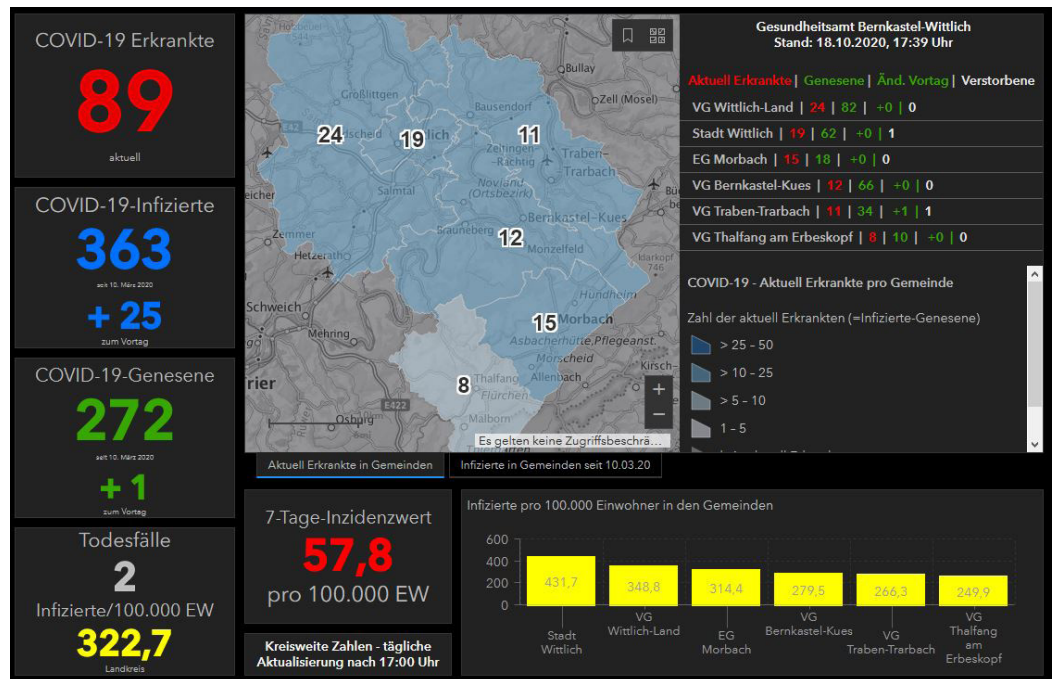 COVID-19 Erkrankte
89
aktuell
COVID-19-Infizierte
363
seit 10. März 2020
+ 25
zum Vortag
COVID-19-Genesene
272
seit 10. März 2020
+ 1
zum Vortag
Todesfälle
2
Infizierte/100.000 EW
322,7
Landkreis
Bullay
Großlittgen
Zell (Mosel)
Bausendorf
24
19
11
Zeltingen-
-Rachtig
Traben-
-Trarbach
Salmtal
Noviand
(Ortsbezirk)
Bernkastel-Kues
Zemmer
Brauneberg
12
Monzelfeld
Hetzerath
746
Hundheim
Schweich
15
Morbach
Mehring
Asbacherhütte,Pflegeanst.
Morscheid
Kirsch-
8
Thalfang
Allenbach
+
Flürchen
E422
Malborn
−
Osburg
Es gelten keine Zugriffsbeschrä...
Aktuell Erkrankte in Gemeinden
Infizierte in Gemeinden seit 10.03.20
Gesundheitsamt Bernkastel-Wittlich
Stand: 18.10.2020, 17:39 Uhr
Aktuell Erkrankte| Genesene| Änd. Vortag| Verstorbene
VG Wittlich-Land | 24 | 82 | +0 | 0
Stadt Wittlich | 19 | 62 | +0 | 1
EG Morbach | 15 | 18 | +0 | 0
VG Bernkastel-Kues | 12 | 66 | +0 | 0
VG Traben-Trarbach | 11 | 34 | +1 | 1
VG Thalfang am Erbeskopf | 8 | 10 | +0 | 0
COVID-19 - Aktuell Erkrankte pro Gemeinde
Zahl der aktuell Erkrankten (=Infizierte-Genesene)
> 25 - 50
> 10 - 25
> 5 - 10
1 - 5
7-Tage-Inzidenzwert
57,8
pro 100.000 EW
Kreisweite Zahlen - tägliche
Aktualisierung nach 17:00 Uhr
Infizierte pro 100.000 Einwohner in den Gemeinden
600
400
200
0
431,7
348,8
314,4
279,5
266,3
249,9
Stadt
Wittlich
VG
Wittlich-Land
EG
Morbach
VG
Bernkastel-Kues
VG
Traben-Trarbach
VG
Thalfang
am
Erbeskopf